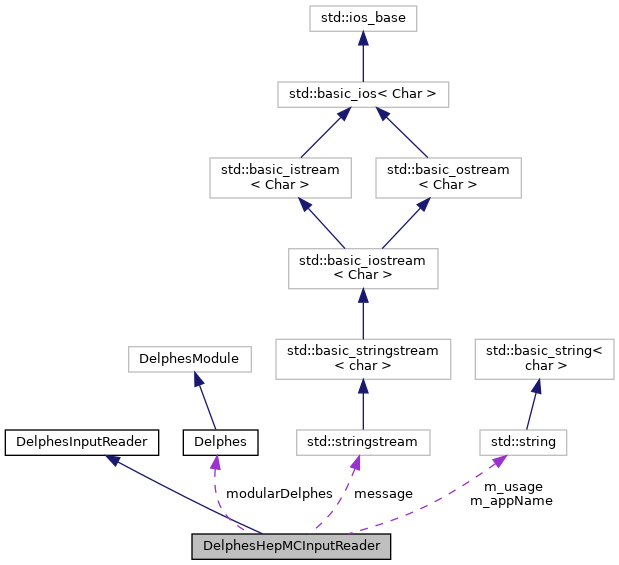 std::ios_base
std::basic_ios< Char >
std::basic_istream
< Char >
std::basic_ostream
< Char >
std::basic_iostream
< Char >
std::basic_stringstream
< char >
std::basic_string<
char >
DelphesModule
DelphesInputReader
Delphes
std::stringstream
std::string
modularDelphes
message
m_usage
m_appName
DelphesHepMCInputReader